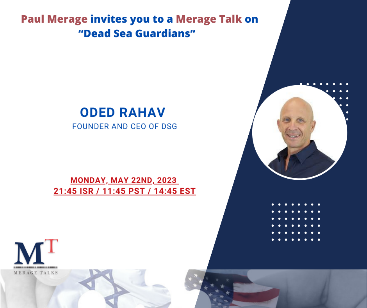 Paul Merage invites you to a Merage Talk on
“Dead Sea Guardians”
ODED RAHAV
FOUNDER AND CEO OF DSG
MONDAY, MAY 22ND, 2023
21:45 ISR / 11:45 PST / 14:45 EST
MT
MERAGE TALKS